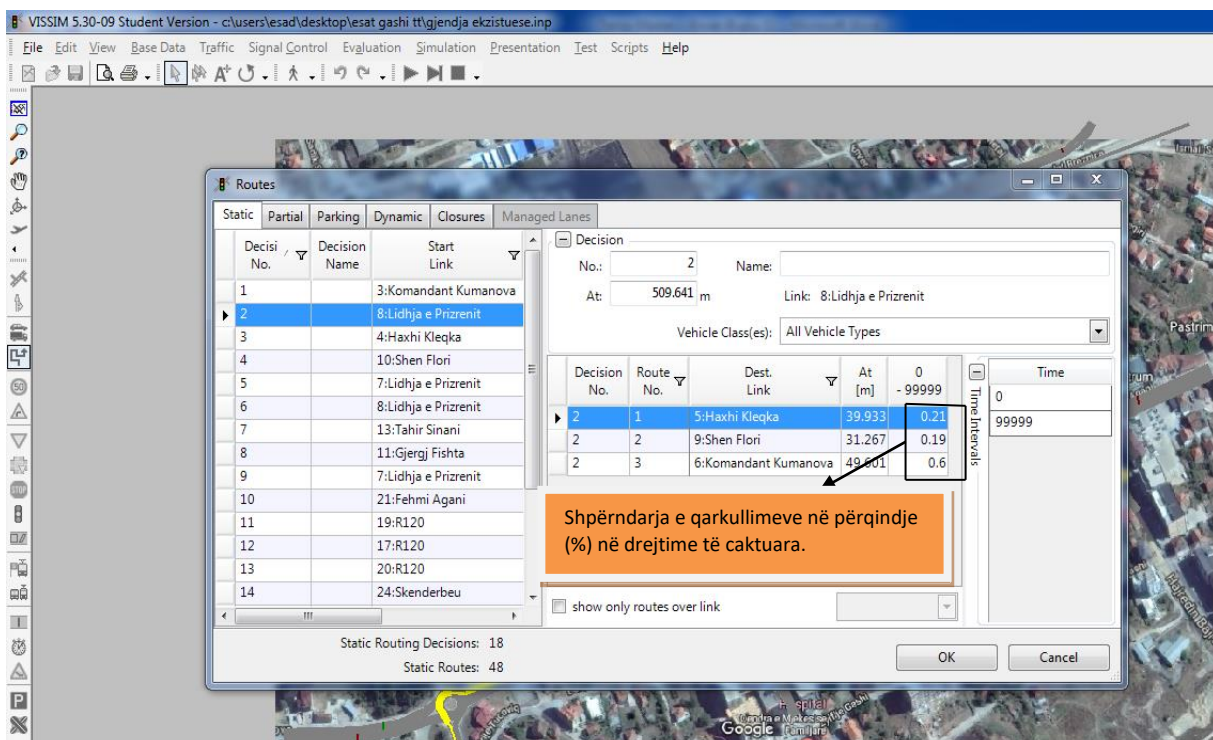 VISSIM 5.30-09 Student Version - c:\users\esad\desktop\esat gashi tt\gjendja ekzistuese.inp
File Edit View Base Data Traffic Signal Control Evaluation Simulation Presentation Test Scripts Help
Routes
Static Partial Parking Dynamic Closures Managed Lanes
Decisi No. Decision Name Start Link
1 3:Komandant Kumanova
2 8:Lidhja e Prizrenit
3 4:Haxhi Kleqka
4 10:Shen Flori
5 7:Lidhja e Prizrenit
6 8:Lidhja e Prizrenit
7 13:Tahir Sinani
8 11:Gjergj Fishta
9 7:Lidhja e Prizrenit
10 21:Fehmi Agani
11 19:R120
12 17:R120
13 20:R120
14 24:Skenderbeu
Static Routing Decisions: 18
Static Routes: 48
Decision
No.: 2 Name:
At: 509.641 m Link: 8:Lidhja e Prizrenit
Vehicle Class(es): All Vehicle Types
Decision No. Route No. Dest. Link At [m] 0 - 99999
2 1 5:Haxhi Kleqka 39.933 0.21
2 2 9:Shen Flori 31.267 0.19
2 3 6:Komandant Kumanova 49.601 0.6
Time Intervals
Time
0
99999
Shpërndarja e qarkullimeve në përqindje
(%) në drejtime të caktuara.
show only routes over link
OK Cancel
Pastrim
50
STOP
P
Google